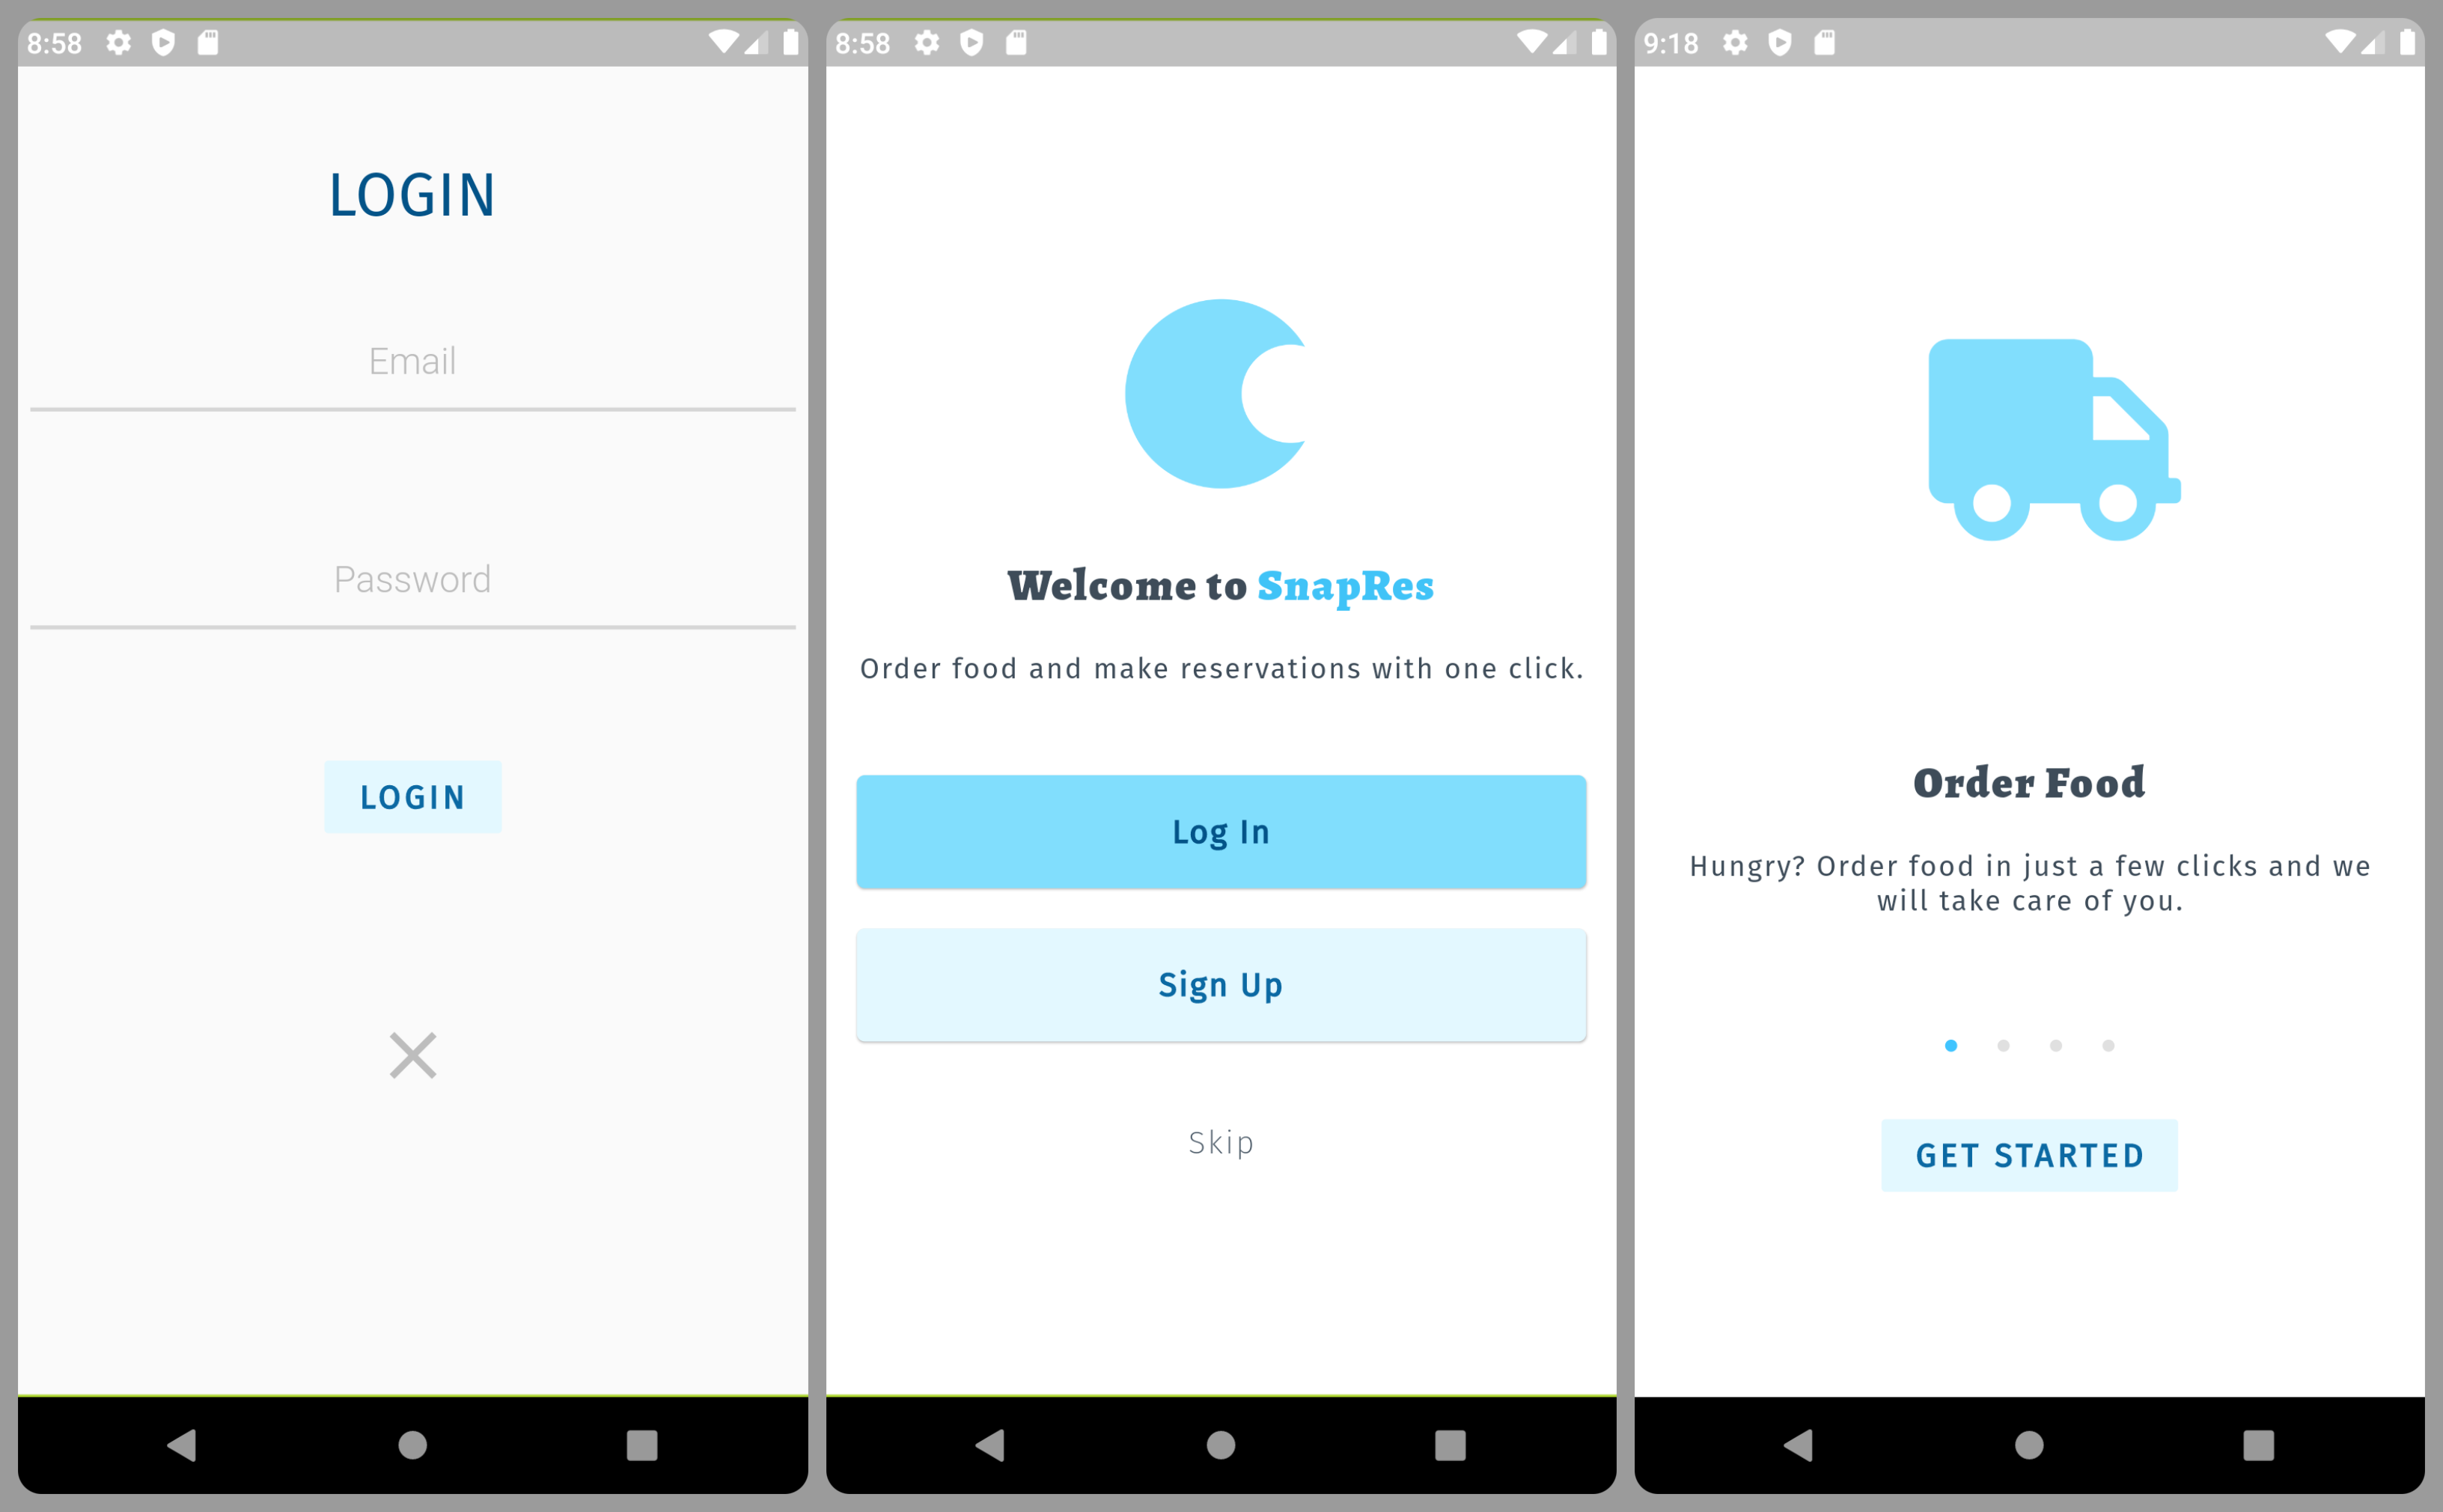 8:58
LOGIN
Email
Password
LOGIN
8:58
Welcome to SnapRes
Order food and make reservations with one click.
Log In
Sign Up
Skip
9:18
Order Food
Hungry? Order food in just a few clicks and we
will take care of you.
GET STARTED